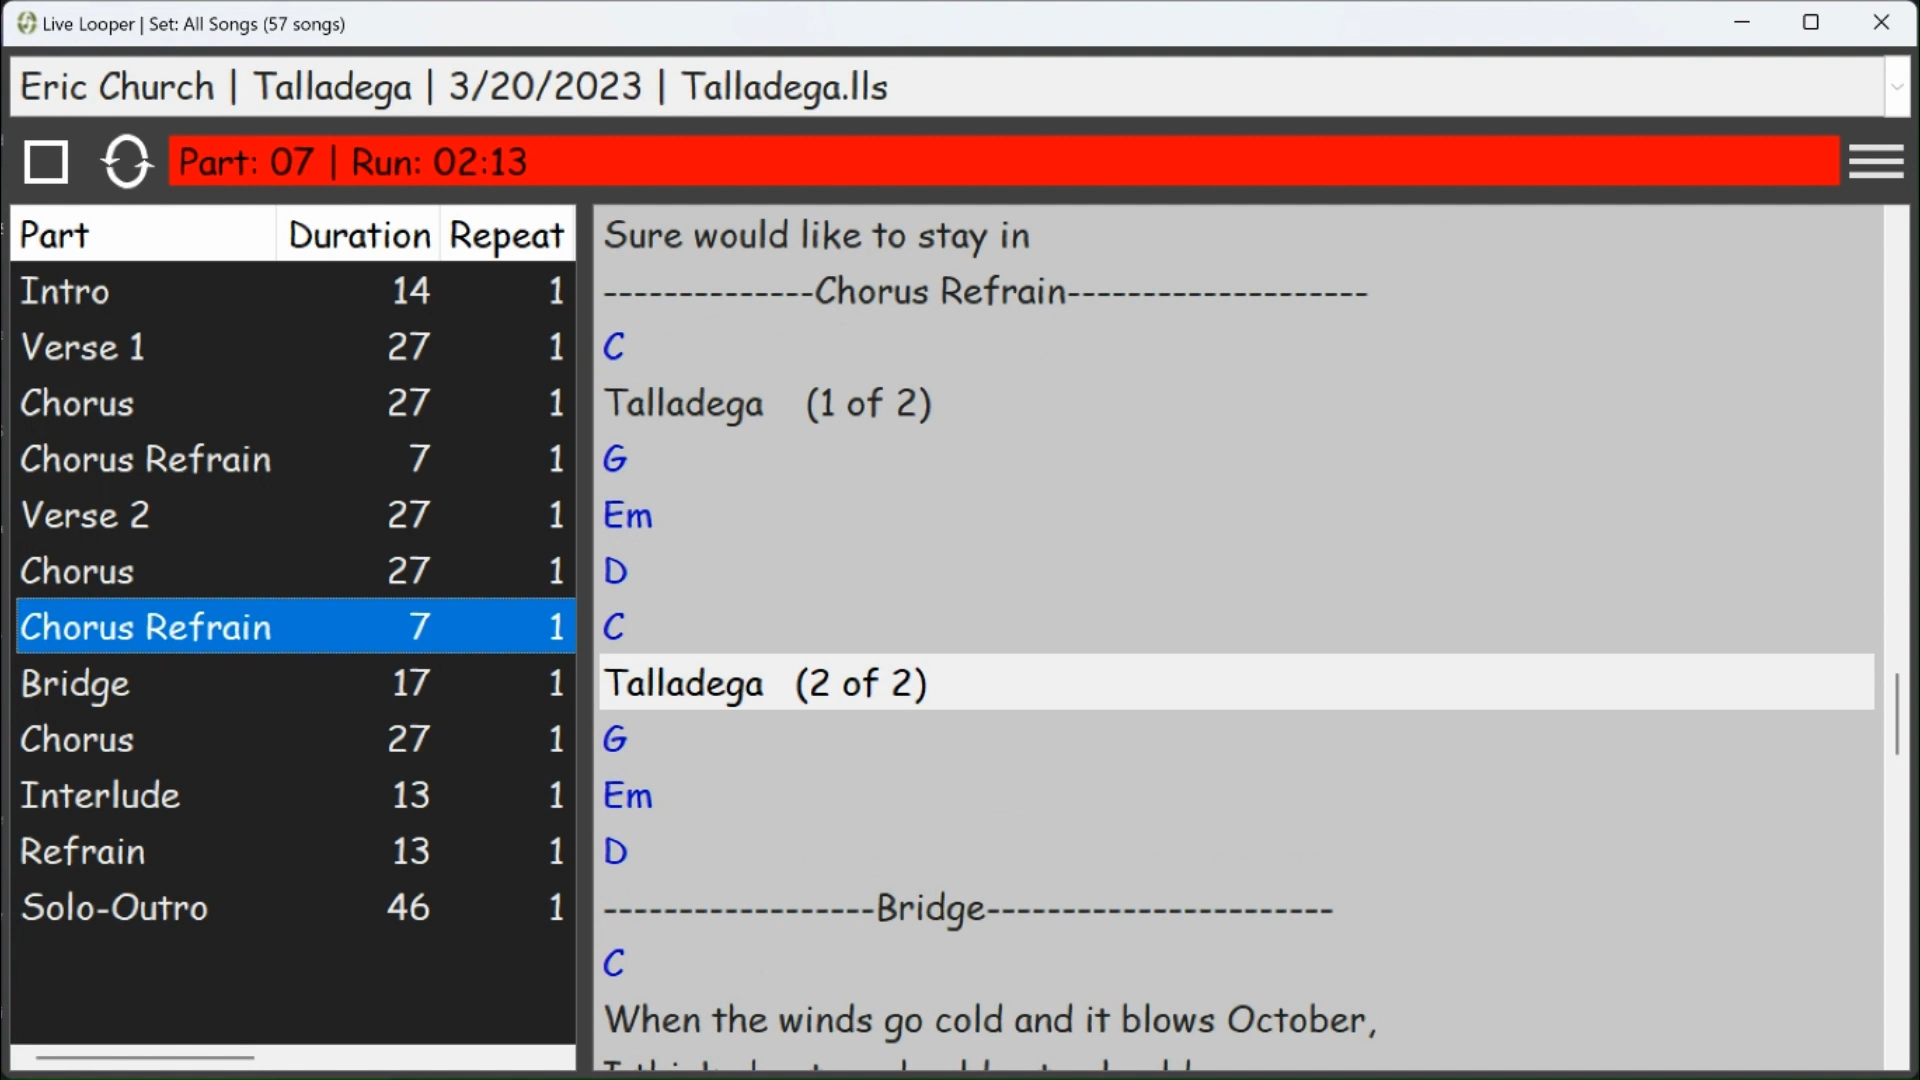 Live Looper | Set: All Songs (57 songs)
Eric Church | Talladega | 3/20/2023 | Talladega.lls
Part: 07 | Run: 02:13
Part Duration Repeat
Intro 14 1
Verse 1 27 1
Chorus 27 1
Chorus Refrain 7 1
Verse 2 27 1
Chorus 27 1
Chorus Refrain 7 1
Bridge 17 1
Chorus 27 1
Interlude 13 1
Refrain 13 1
Solo-Outro 46 1
Sure would like to stay in
--------------Chorus Refrain--------------------
C
Talladega (1 of 2)
G
Em
D
C
Talladega (2 of 2)
G
Em
D
------------------Bridge-----------------------
C
When the winds go cold and it blows October,